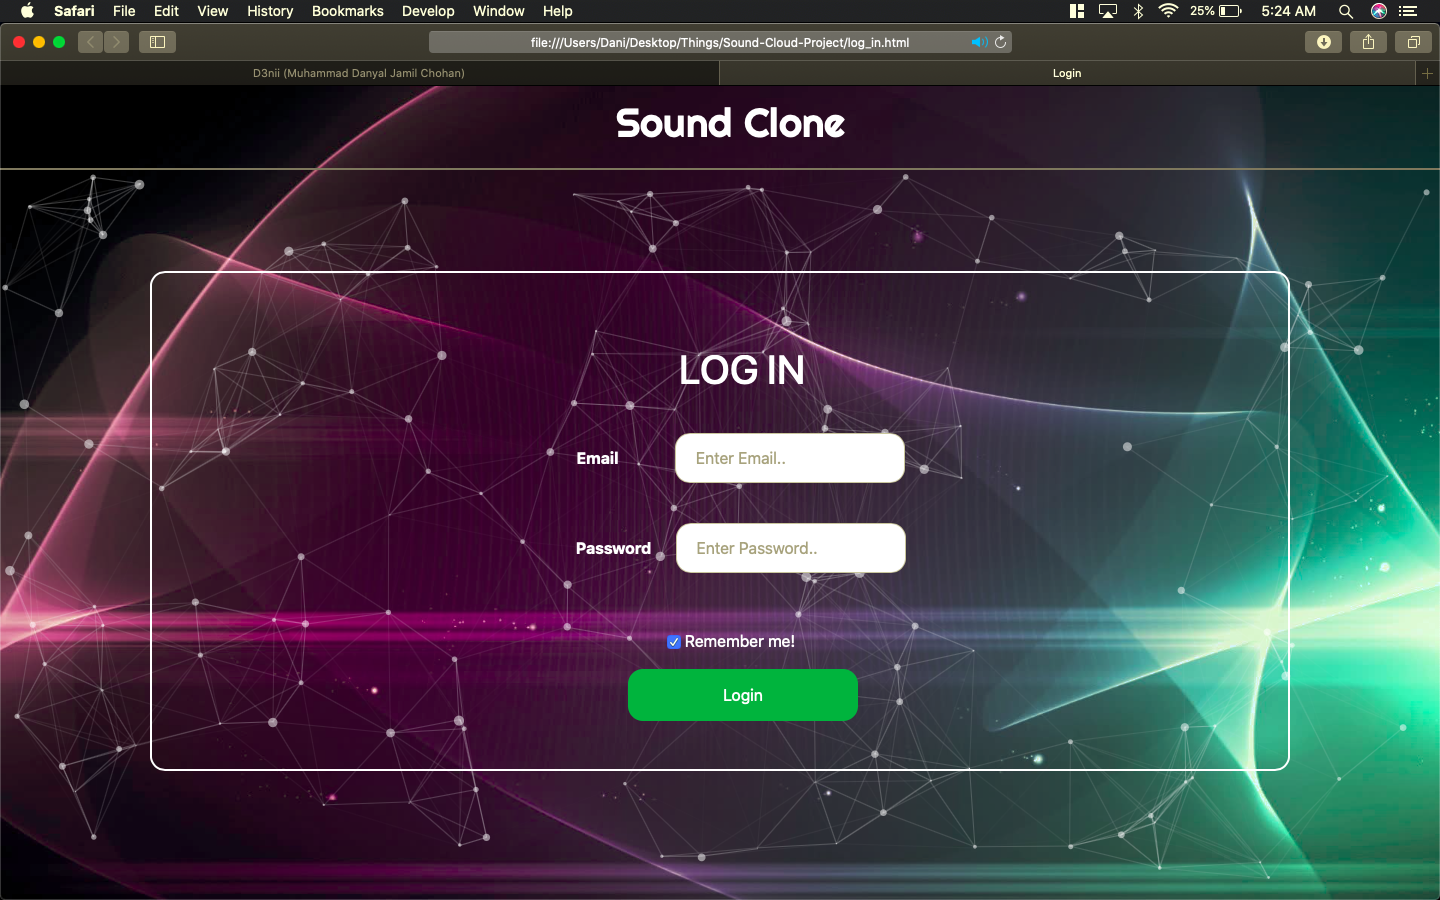 Safari File Edit View History Bookmarks Develop Window Help 25% 5:24 AM
file:///Users/Dani/Desktop/Things/Sound-Cloud-Project/log_in.html
D3nii (Muhammad Danyal Jamil Chohan) Login
Sound Clone
LOG IN
Email Enter Email..
Password Enter Password..
Remember me!
Login